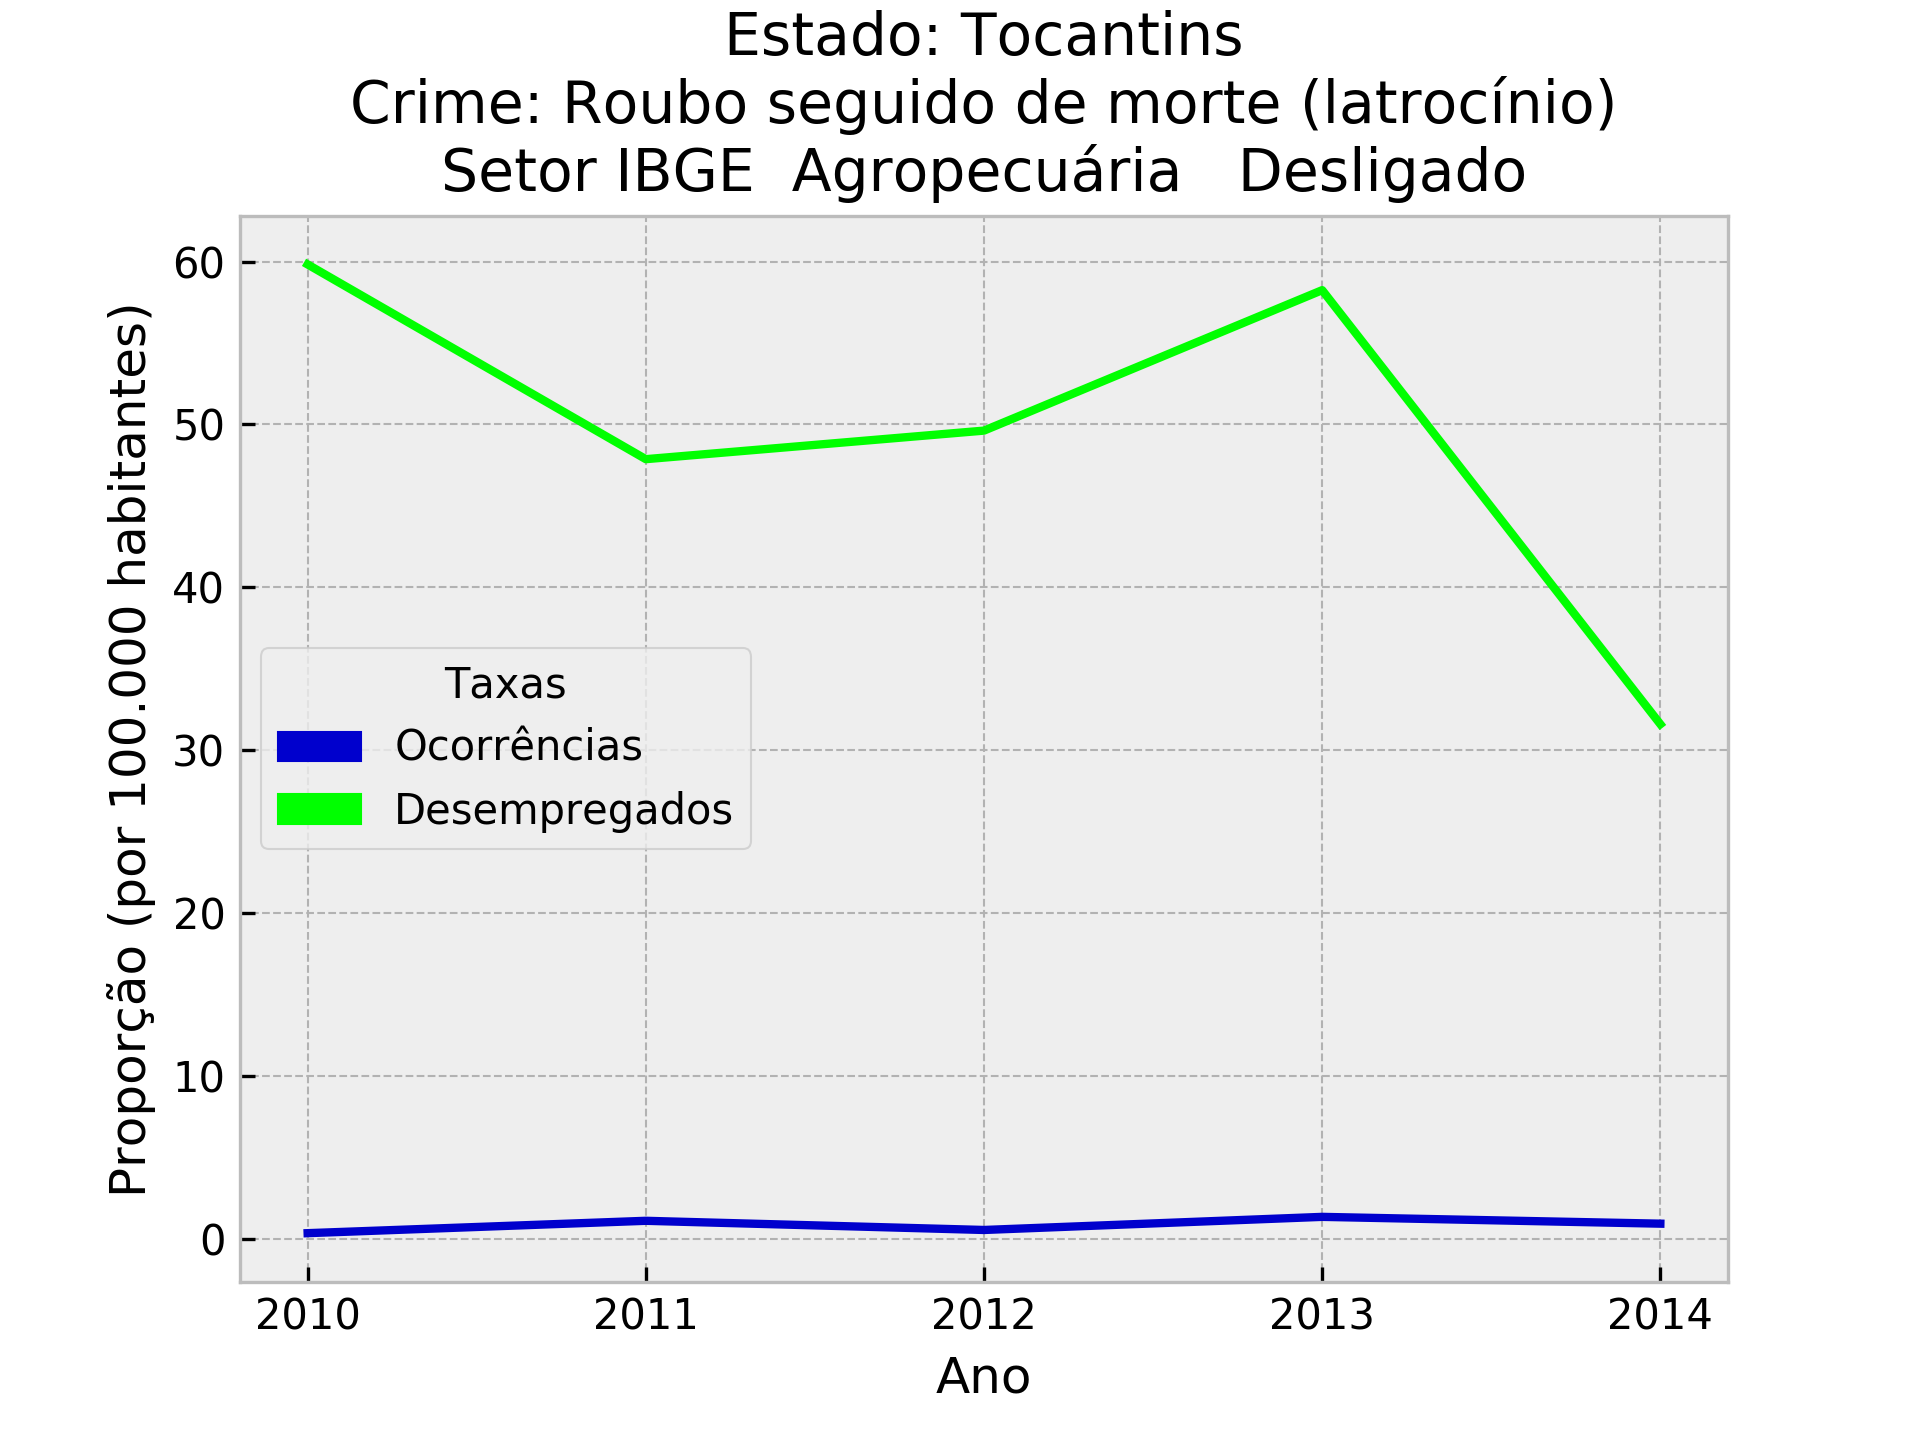 Estado: Tocantins
Crime: Roubo seguido de morte (latrocínio)
Setor IBGE  Agropecuária   Desligado
Proporção (por 100.000 habitantes)
60
50
40
30
20
10
0
Taxas
Ocorrências
Desempregados
2010
2011
2012
2013
2014
Ano